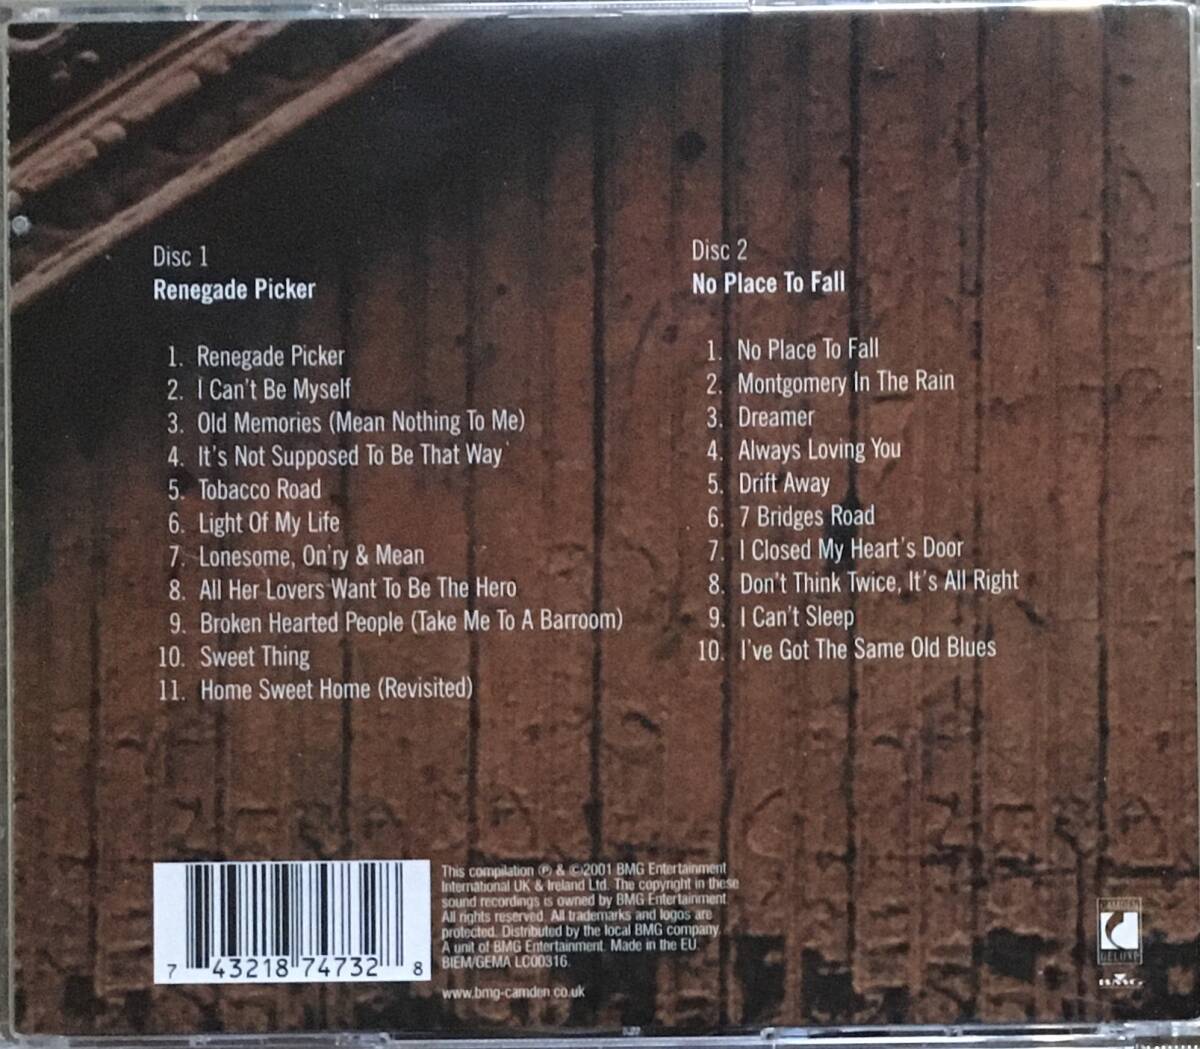 Disc 1
Renegade Picker
1. Renegade Picker
2. I Can't Be Myself
3. Old Memories (Mean Nothing To Me)
4. It's Not Supposed To Be That Way
5. Tobacco Road
6. Light Of My Life
7. Lonesome, On'ry & Mean
8. All Her Lovers Want To Be The Hero
9. Broken Hearted People (Take Me To A Barroom)
10. Sweet Thing
11. Home Sweet Home (Revisited)
Disc 2
No Place To Fall
1. No Place To Fall
2. Montgomery In The Rain
3. Dreamer
4. Always Loving You
5. Drift Away
6. 7 Bridges Road
7. I Closed My Heart's Door
8. Don't Think Twice, It's All Right
9. I Can't Sleep
10. I've Got The Same Old Blues
7 43218 74732 8
This compilation ℗ & ©2001 BMG Entertainment
International UK & Ireland Ltd. The copyright in these
sound recordings is owned by BMG Entertainment.
All rights reserved. All trademarks and logos are
protected. Distributed by the local BMG company.
A unit of BMG Entertainment. Made in the EU.
BIEM/GEMA LC00316.
www.bmg-camden.co.uk
CAMDEN
DELUXE
BMG